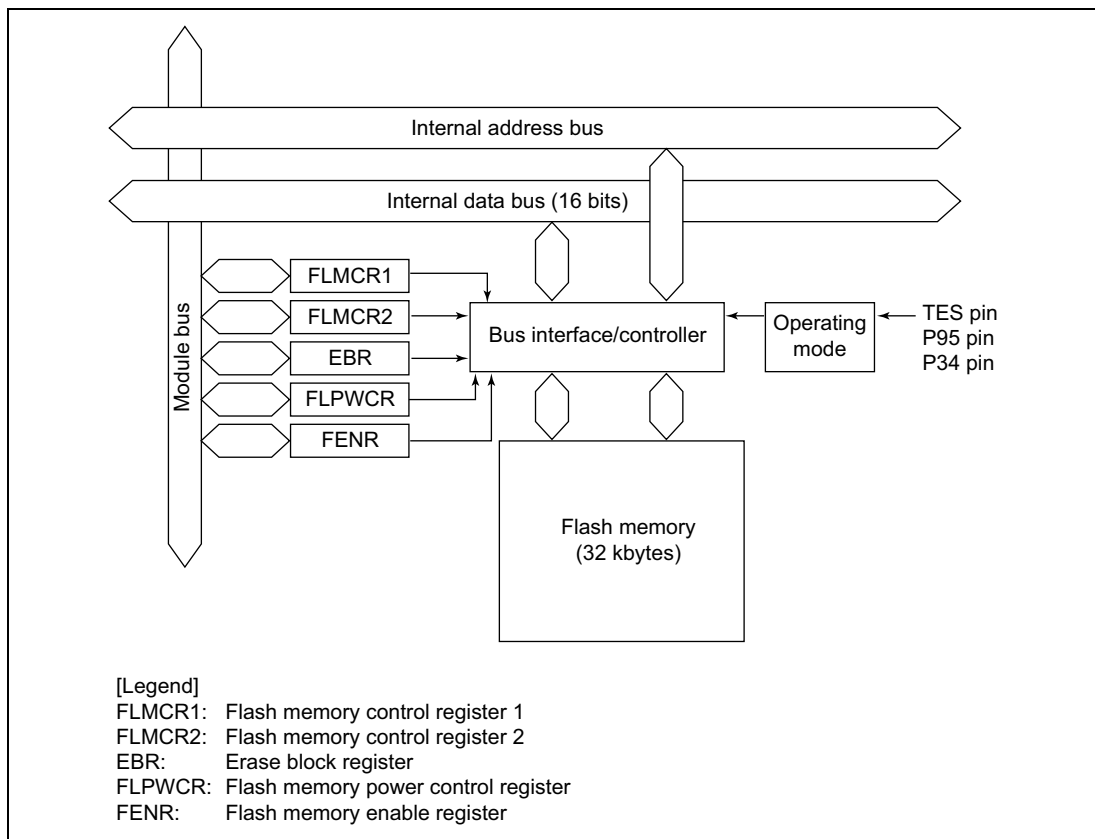 Internal address bus
Internal data bus (16 bits)
Module bus
FLMCR1
FLMCR2
EBR
FLPWCR
FENR
Bus interface/controller
Operating
mode
TES pin
P95 pin
P34 pin
Flash memory
(32 kbytes)
[Legend]
FLMCR1: Flash memory control register 1
FLMCR2: Flash memory control register 2
EBR: Erase block register
FLPWCR: Flash memory power control register
FENR: Flash memory enable register